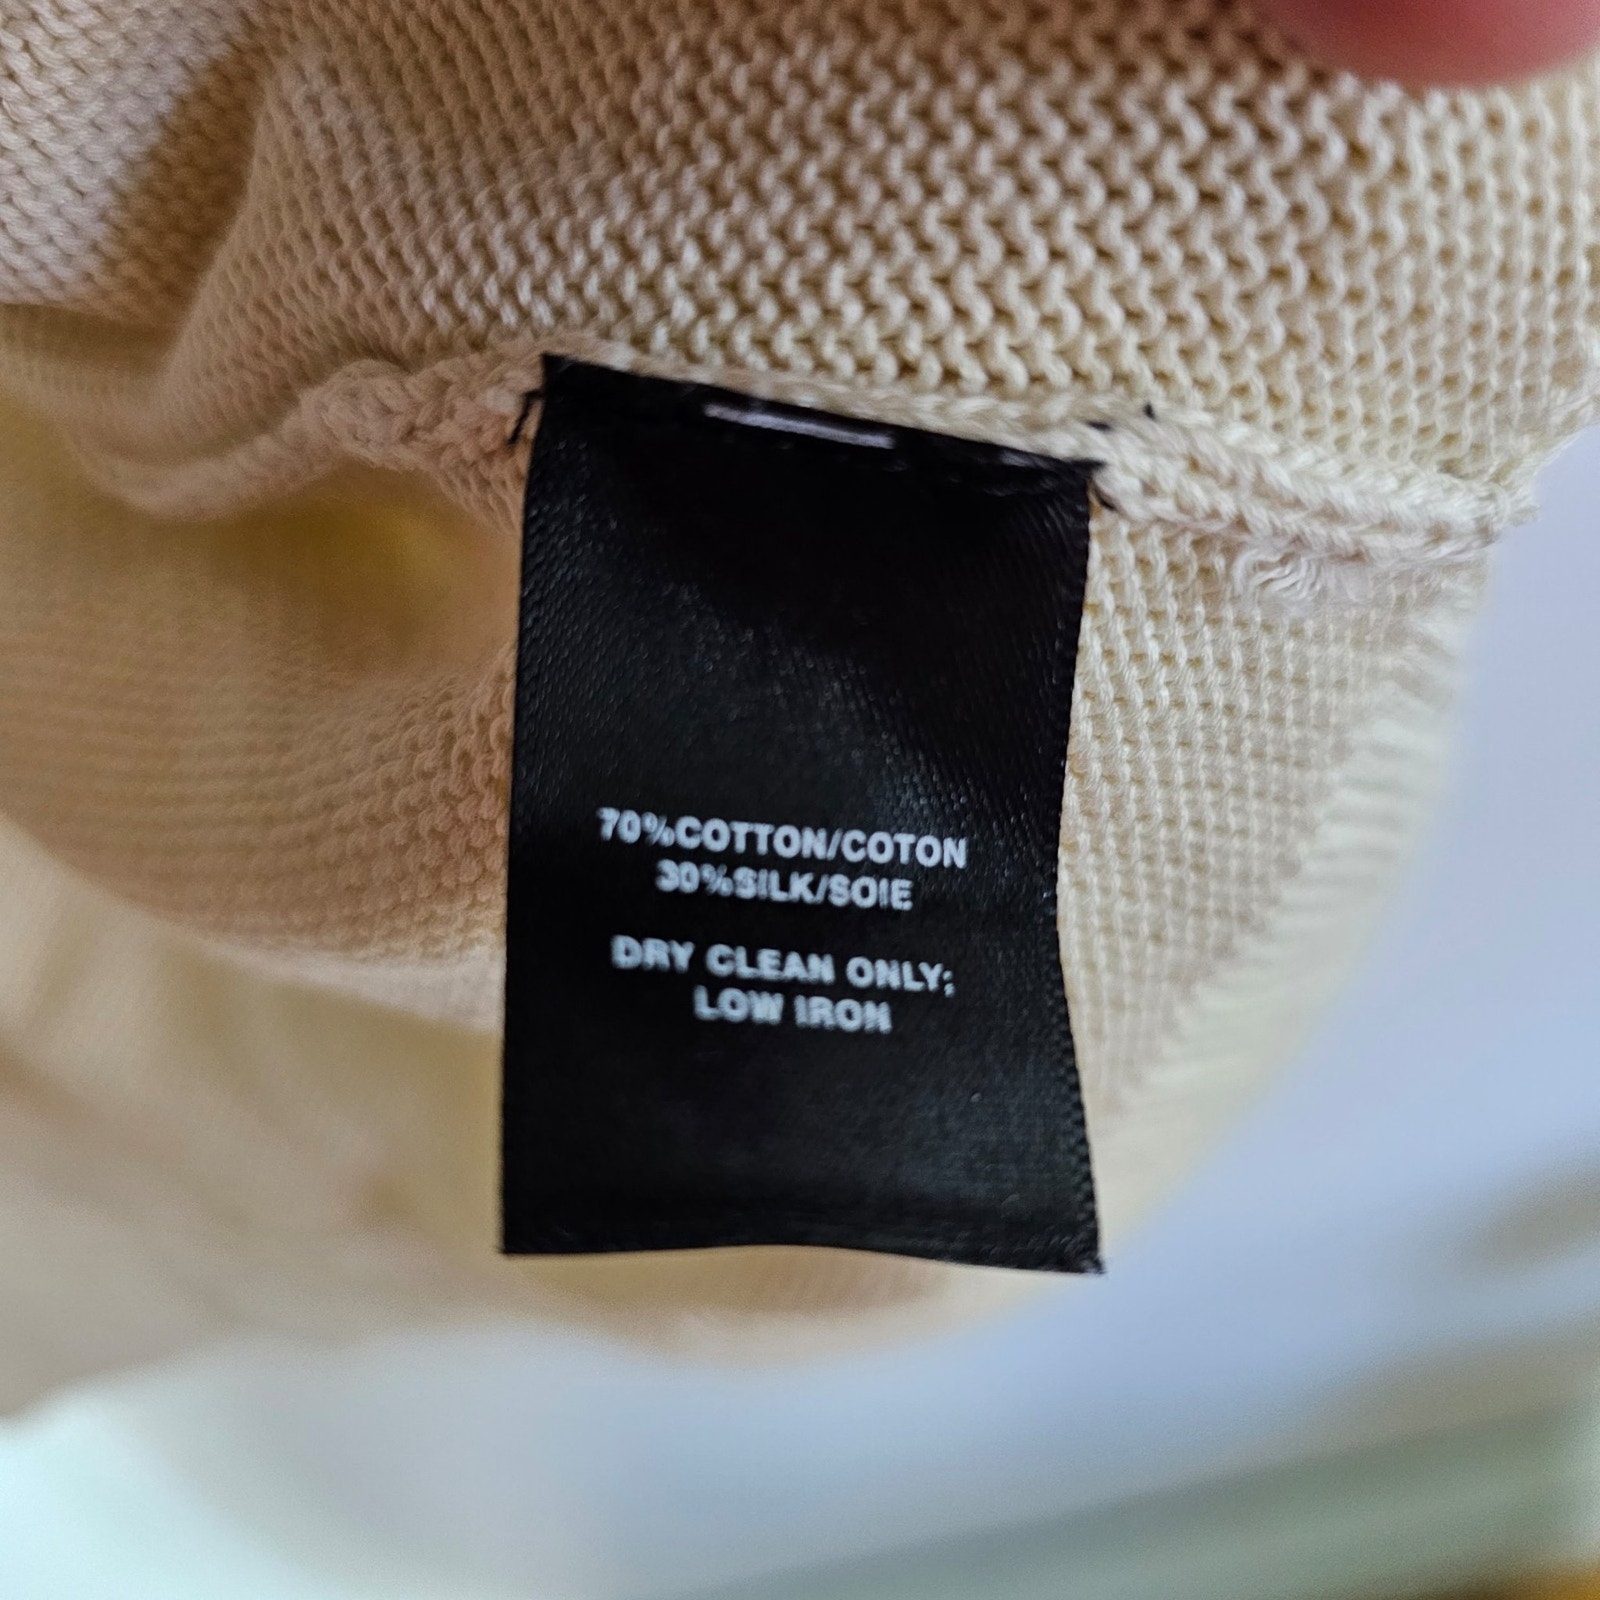 70%COTTON/COTON
30%SILK/SOIE
DRY CLEAN ONLY;
LOW IRON